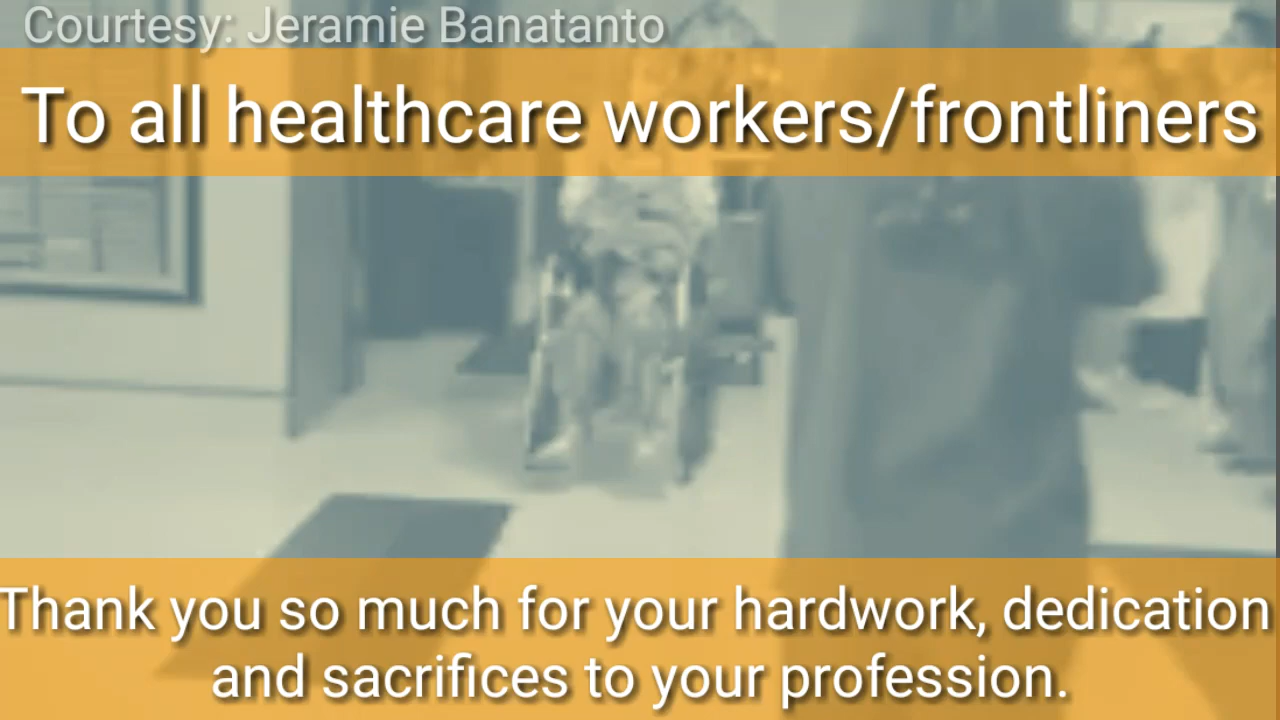 Courtesy: Jeramie Banatanto
To all healthcare workers/frontliners
Thank you so much for your hardwork, dedication
and sacrifices to your profession.